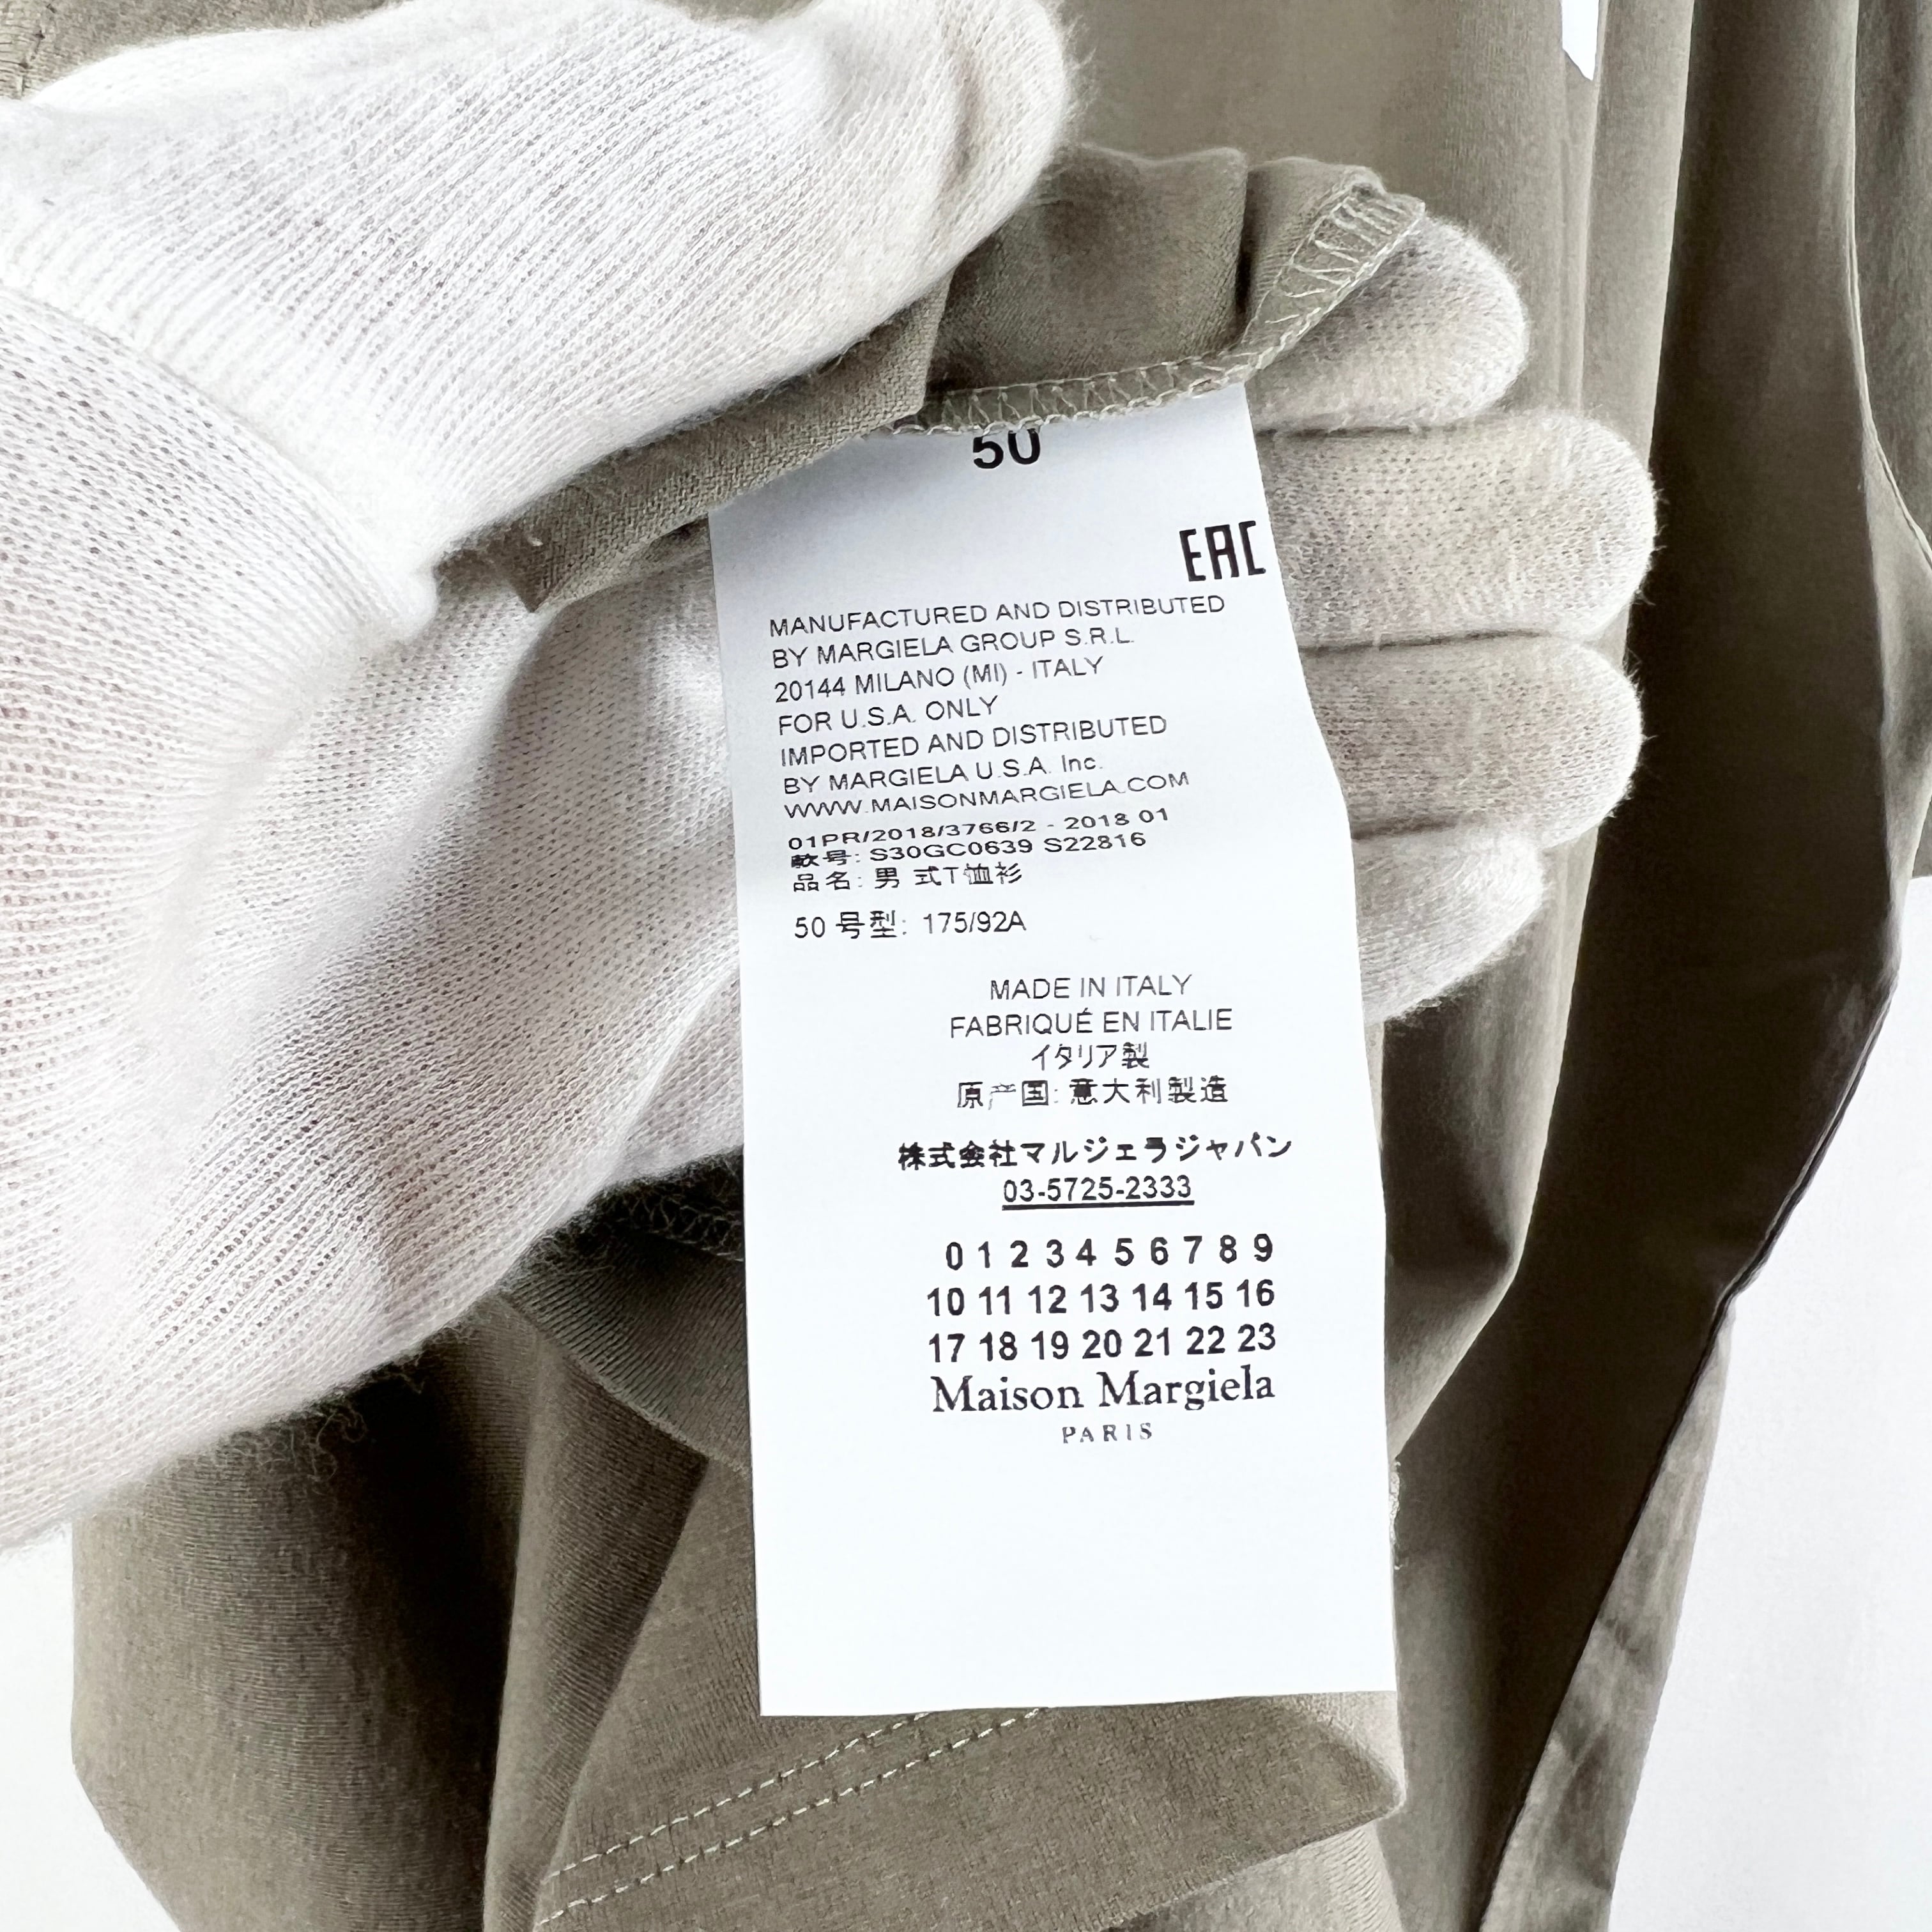 50
EAC
MANUFACTURED AND DISTRIBUTED
BY MARGIELA GROUP S.R.L.
20144 MILANO (MI) - ITALY
FOR U.S.A. ONLY
IMPORTED AND DISTRIBUTED
BY MARGIELA U.S.A. Inc.
WWW.MAISONMARGIELA.COM
01PR/2018/3766/2 - 2018 01
款号: S30GC0639 S22816
品名: 男 式T恤衫
50 号型: 175/92A
MADE IN ITALY
FABRIQUÉ EN ITALIE
イタリア製
原产国: 意大利製造
株式会社マルジェラジャパン
03-5725-2333
0 1 2 3 4 5 6 7 8 9
10 11 12 13 14 15 16
17 18 19 20 21 22 23
Maison Margiela
PARIS